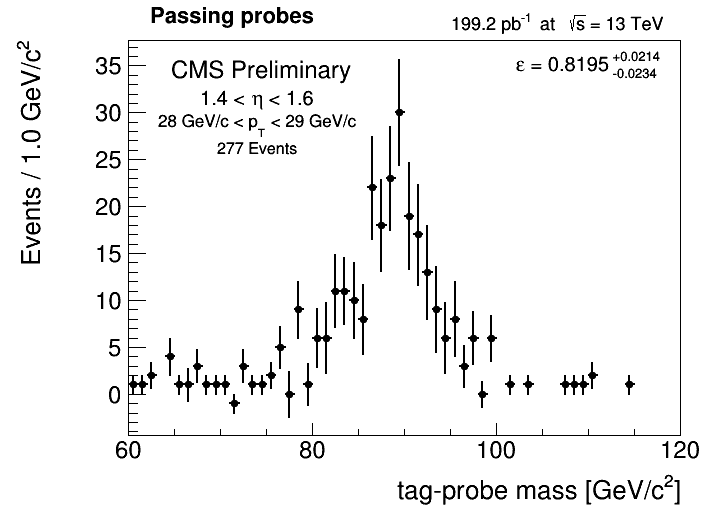 Passing probes
199.2 pb⁻¹ at √s = 13 TeV
CMS Preliminary
ε = 0.8195 +0.0214 -0.0234
1.4 < η < 1.6
28 GeV/c < p_T < 29 GeV/c
277 Events
Events / 1.0 GeV/c²
35
30
25
20
15
10
5
0
60 80 100 120
tag-probe mass [GeV/c²]